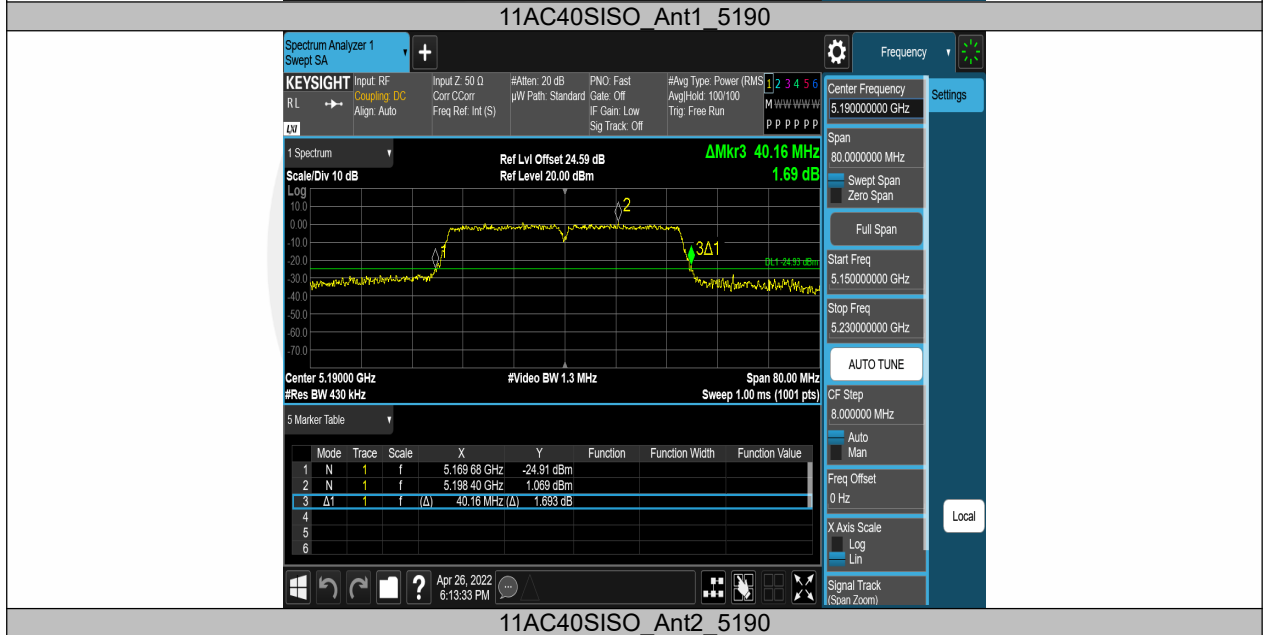 11AC40SISO_Ant1_5190
Spectrum Analyzer 1
Swept SA
+
Frequency
KEYSIGHT
RL
LXI
Input: RF
Coupling: DC
Align: Auto
Input Z: 50 Ω
Corr CCorr
Freq Ref: Int (S)
#Atten: 20 dB
µW Path: Standard
PNO: Fast
Gate: Off
IF Gain: Low
Sig Track: Off
#Avg Type: Power (RMS
Avg|Hold: 100/100
Trig: Free Run
1 2 3 4 5 6
M W W W W W
P P P P P P
Center Frequency
5.190000000 GHz
Settings
Span
80.0000000 MHz
Swept Span
Zero Span
Full Span
Start Freq
5.150000000 GHz
Stop Freq
5.230000000 GHz
AUTO TUNE
CF Step
8.000000 MHz
Auto
Man
Freq Offset
0 Hz
X Axis Scale
Log
Lin
Signal Track
(Span Zoom)
Local
1 Spectrum
Scale/Div 10 dB
Ref Lvl Offset 24.59 dB
Ref Level 20.00 dBm
ΔMkr3 40.16 MHz
1.69 dB
Log
10.0
0.00
-10.0
-20.0
-30.0
-40.0
-50.0
-60.0
-70.0
1
2
3Δ1
DL1 -24.93 dBm
Center 5.19000 GHz
#Video BW 1.3 MHz
Span 80.00 MHz
#Res BW 430 kHz
Sweep 1.00 ms (1001 pts)
5 Marker Table
Mode Trace Scale X Y Function Function Width Function Value
1 N 1 f 5.169 68 GHz -24.91 dBm
2 N 1 f 5.198 40 GHz 1.069 dBm
3 Δ1 1 f (Δ) 40.16 MHz (Δ) 1.693 dB
4
5
6
?
Apr 26, 2022
6:13:33 PM
11AC40SISO_Ant2_5190